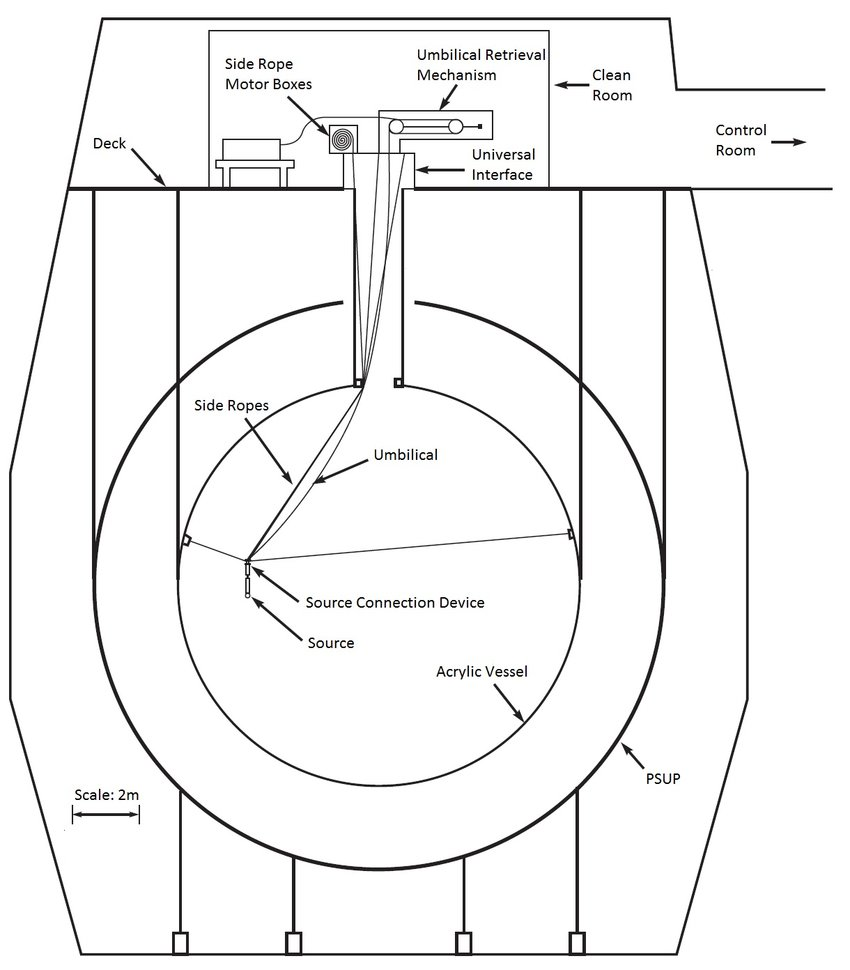 Umbilical Retrieval
Mechanism
Side Rope
Motor Boxes
Clean
Room
Control
Room
Deck
Universal
Interface
Side Ropes
Umbilical
Source Connection Device
Source
Acrylic Vessel
PSUP
Scale: 2m